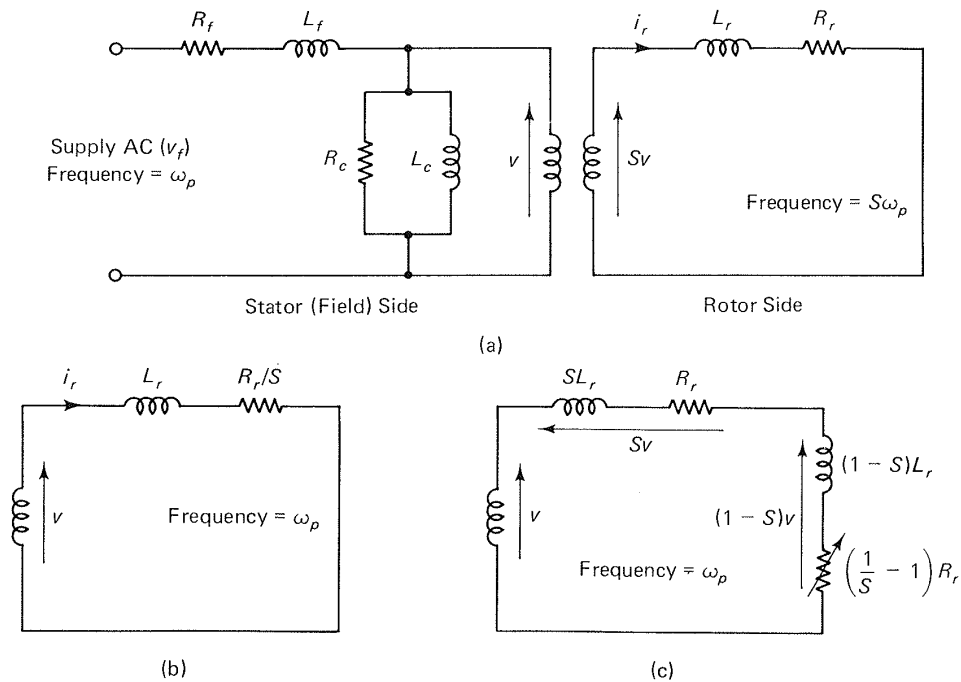 R_f
L_f
i_r
L_r
R_r
Supply AC (v_f)
Frequency = ω_p
R_c
L_c
v
Sv
Frequency = Sω_p
Stator (Field) Side
Rotor Side
(a)
i_r
L_r
R_r/S
v
Frequency = ω_p
(b)
SL_r
R_r
Sv
v
(1 − S)L_r
(1 − S)v
Frequency = ω_p
(1/S − 1) R_r
(c)